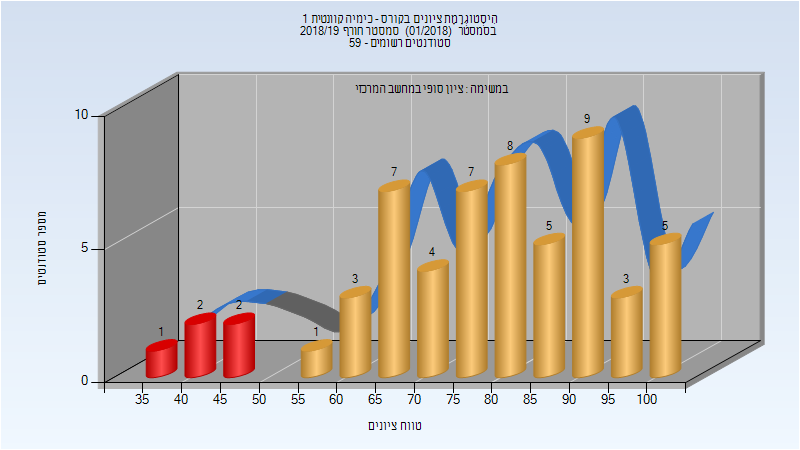 היסטוגרמת ציונים בקורס - כימיה קוונטית 1
בסמסטר (01/2018) סמסטר חורף 2018/19
סטודנטים רשומים - 59
במשימה : ציון סופי במחשב המרכזי
מספר סטודנטים
10
5
0
1
2
2
1
3
7
4
7
8
5
9
3
5
35 40 45 50 55 60 65 70 75 80 85 90 95 100
טווח ציונים